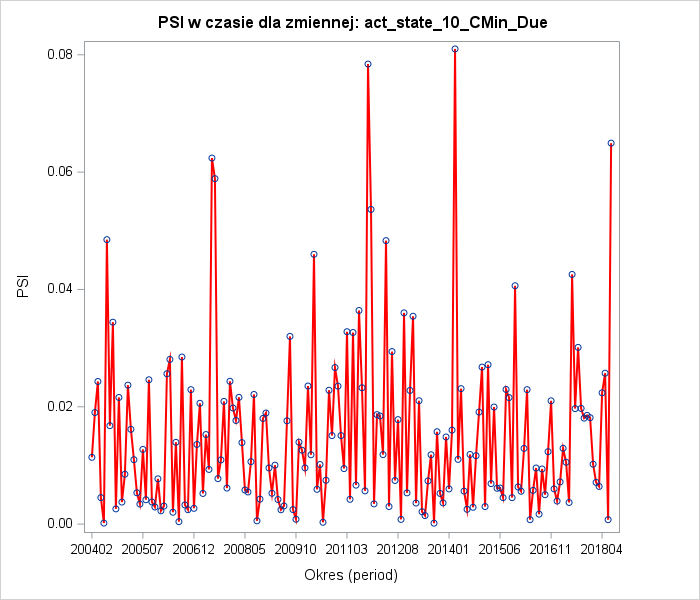 PSI w czasie dla zmiennej: act_state_10_CMin_Due
0.08
0.06
0.04
0.02
0.00
PSI
200402 200507 200612 200805 200910 201103 201208 201401 201506 201611 201804
Okres (period)